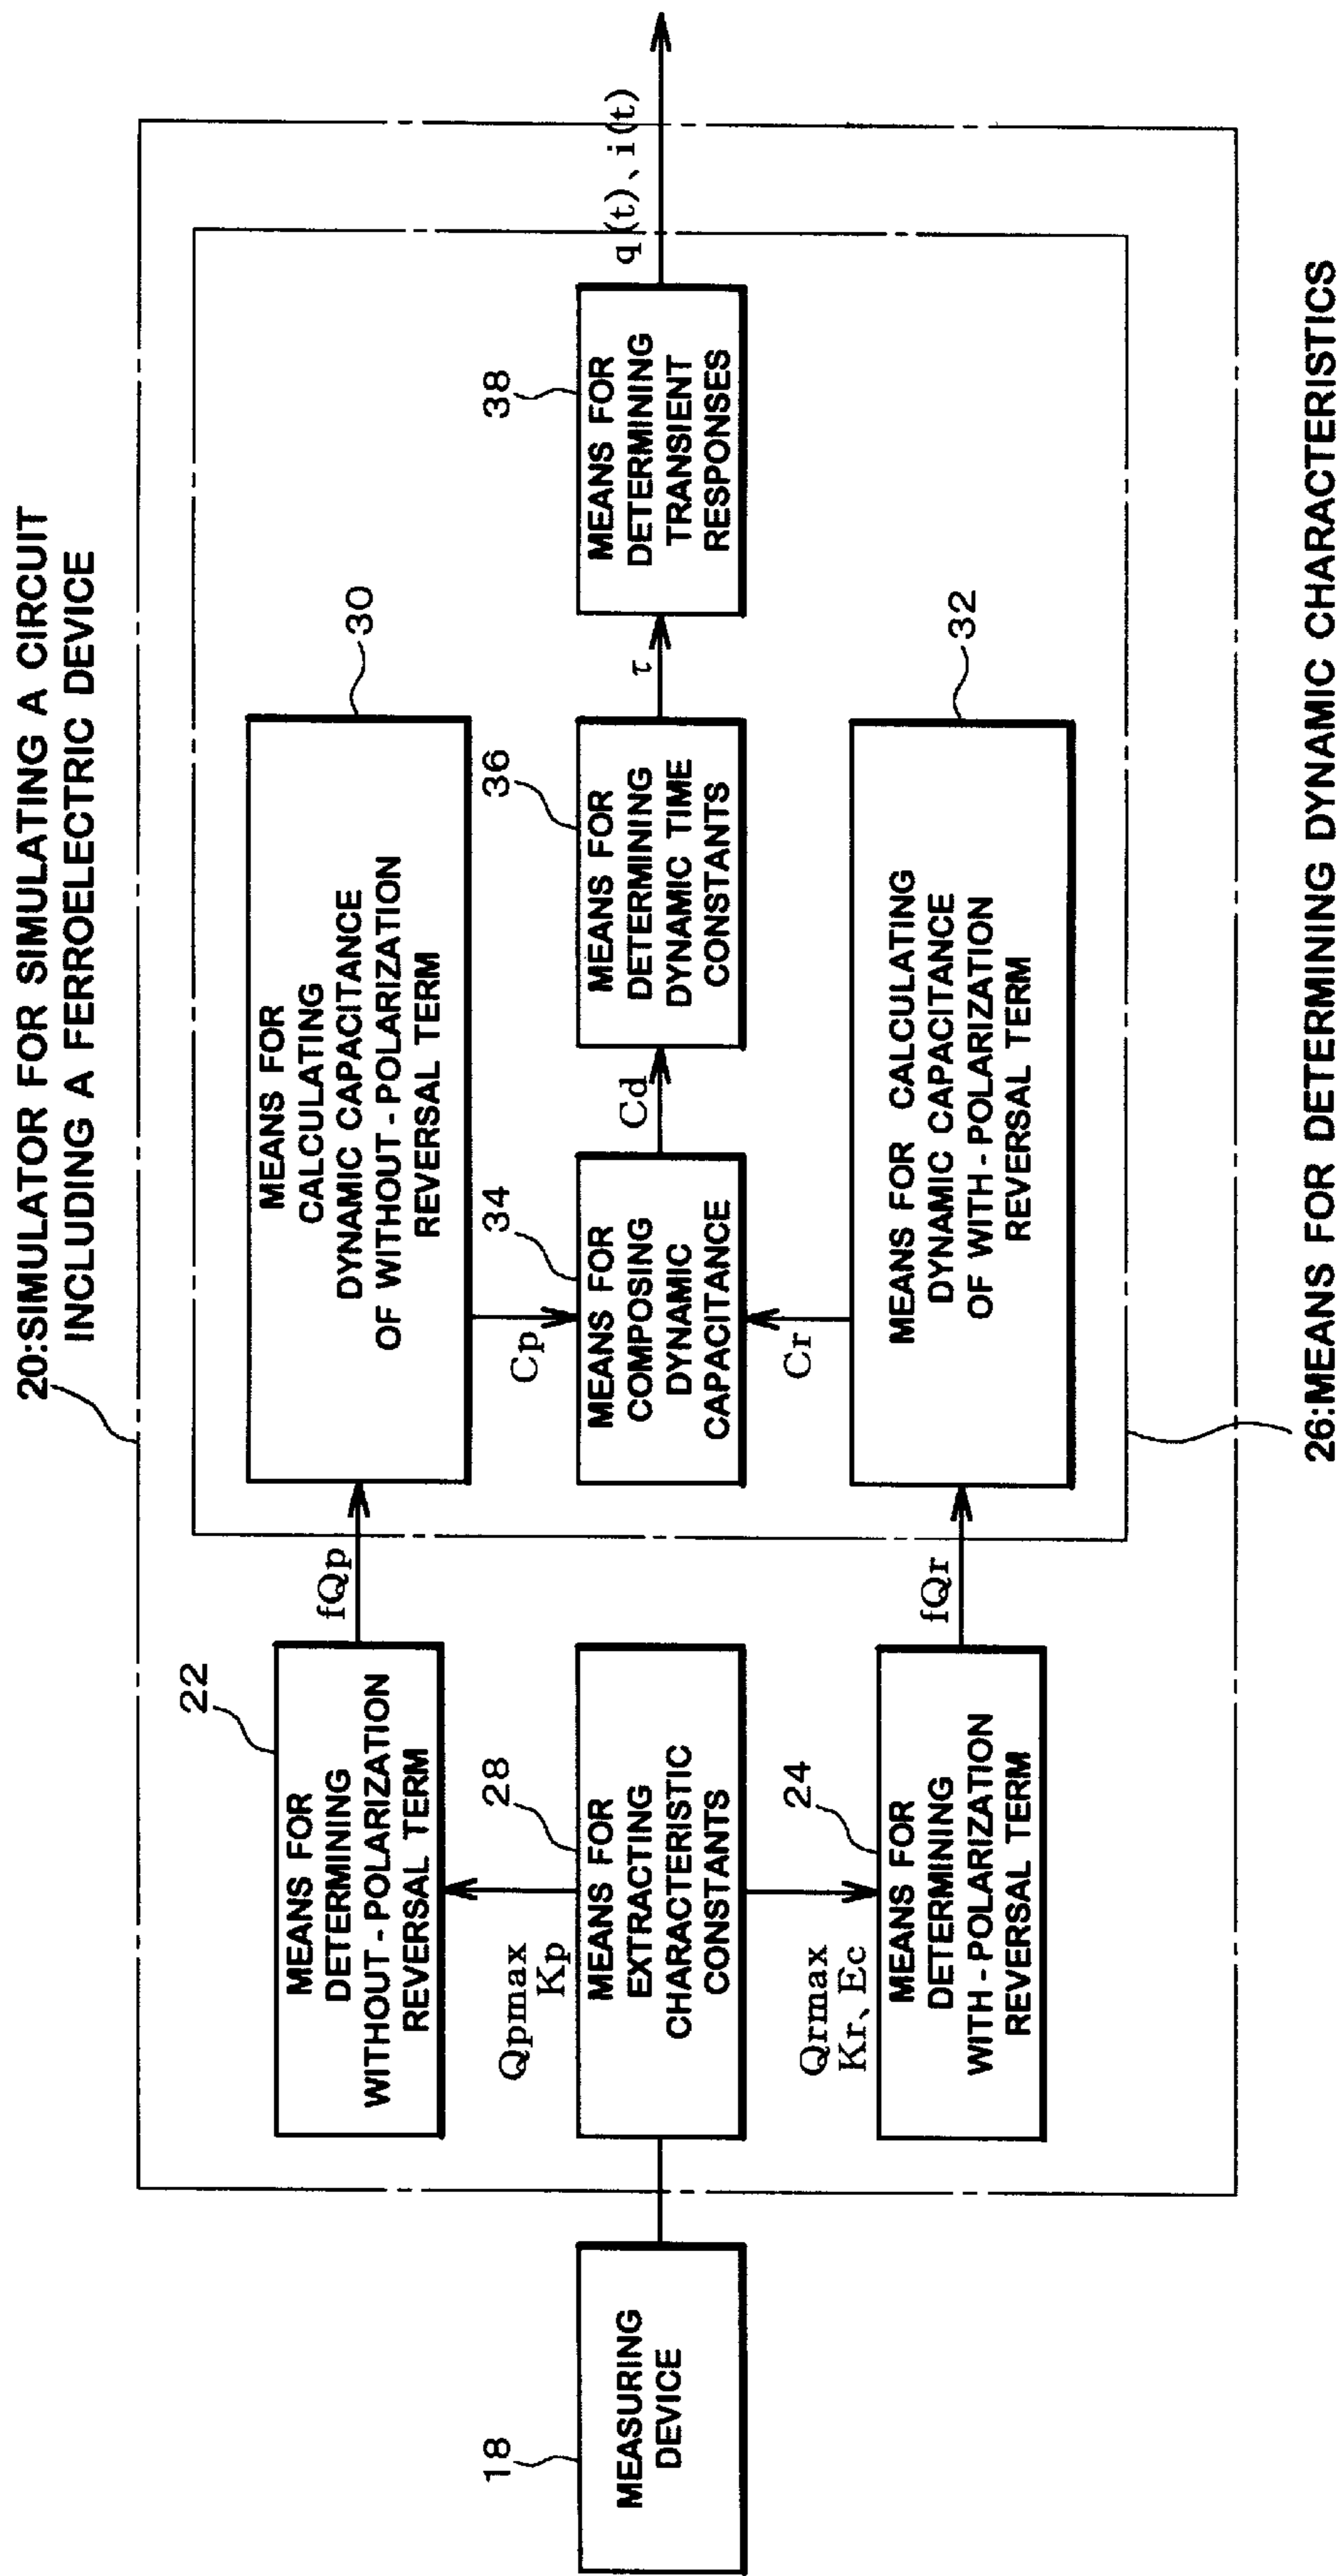 20:SIMULATOR FOR SIMULATING A CIRCUIT
INCLUDING A FERROELECTRIC DEVICE
18
MEASURING
DEVICE
22
MEANS FOR
DETERMINING
WITHOUT - POLARIZATION
REVERSAL TERM
Qpmax
Kp
28
MEANS FOR
EXTRACTING
CHARACTERISTIC
CONSTANTS
Qrmax
Kr、Ec
24
MEANS FOR
DETERMINING
WITH - POLARIZATION
REVERSAL TERM
fQp
fQr
30
MEANS FOR
CALCULATING
DYNAMIC CAPACITANCE
OF WITHOUT - POLARIZATION
REVERSAL TERM
Cp
34
MEANS FOR
COMPOSING
DYNAMIC
CAPACITANCE
Cr
32
MEANS FOR CALCULATING
DYNAMIC CAPACITANCE
OF WITH - POLARIZATION
REVERSAL TERM
Cd
36
MEANS FOR
DETERMINING
DYNAMIC TIME
CONSTANTS
τ
38
MEANS FOR
DETERMINING
TRANSIENT
RESPONSES
q (t)、i (t)
26:MEANS FOR DETERMINING DYNAMIC CHARACTERISTICS